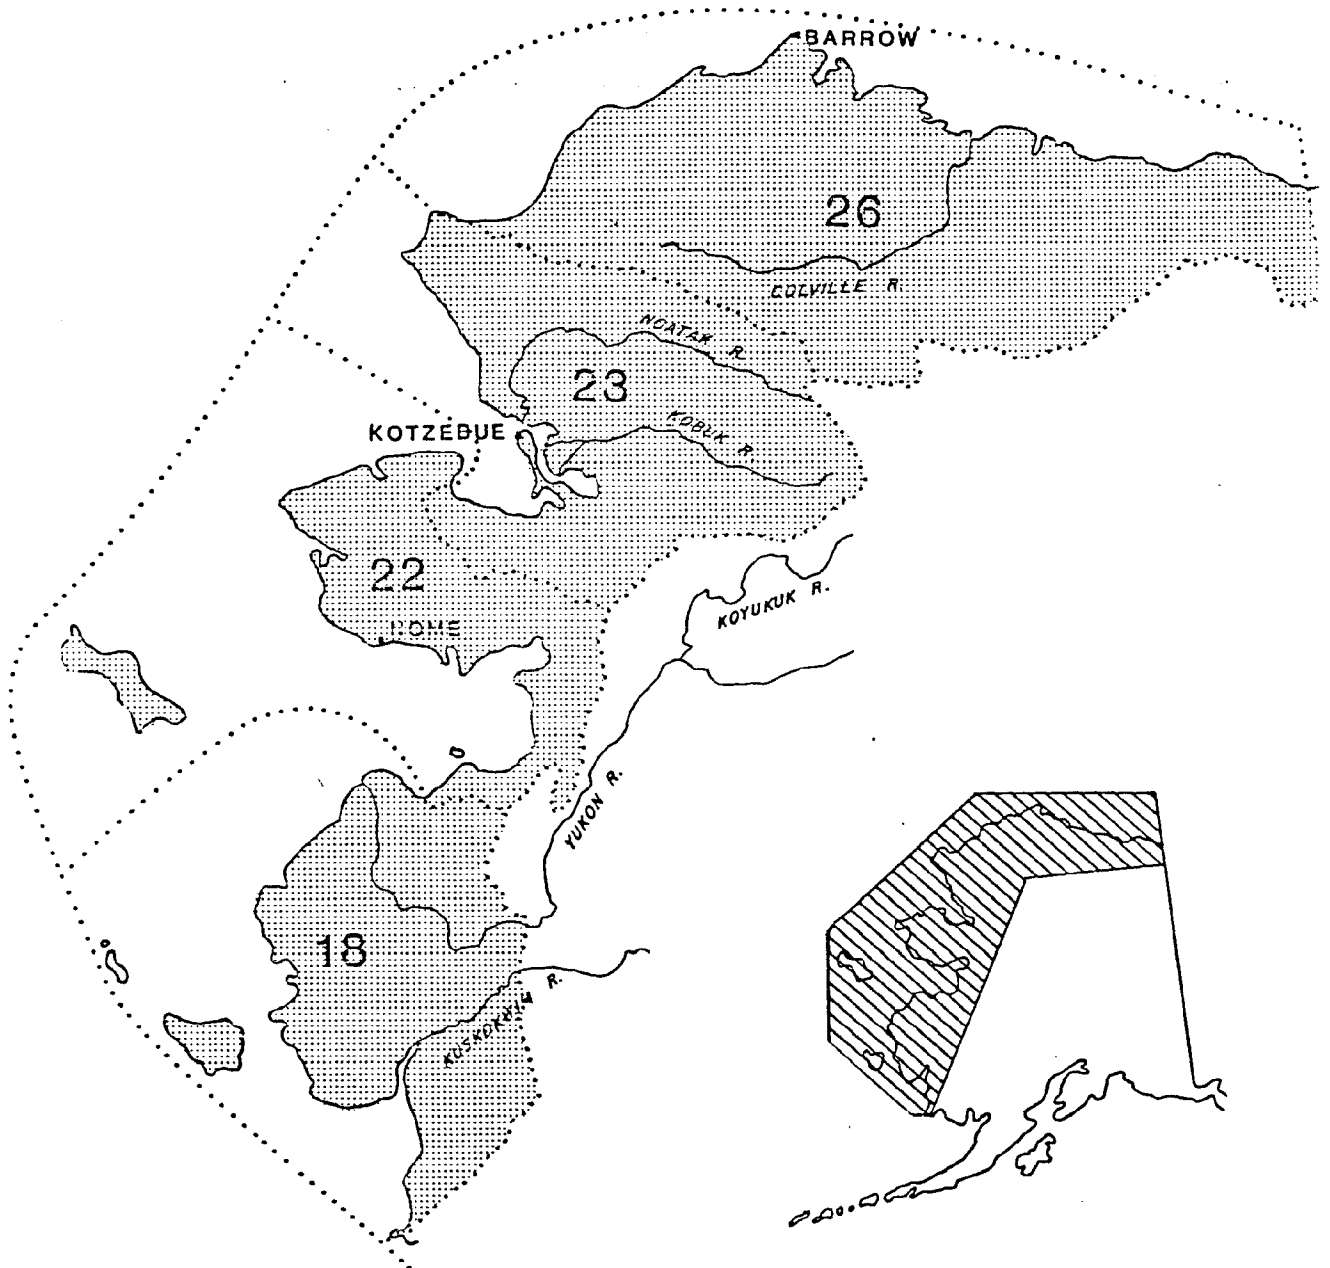 BARROW
26
COLVILLE R.
NOATAK R.
23
KOBUK R.
KOTZEBUE
22
NOME
KOYUKUK R.
YUKON R.
18
KUSKOKWIM R.